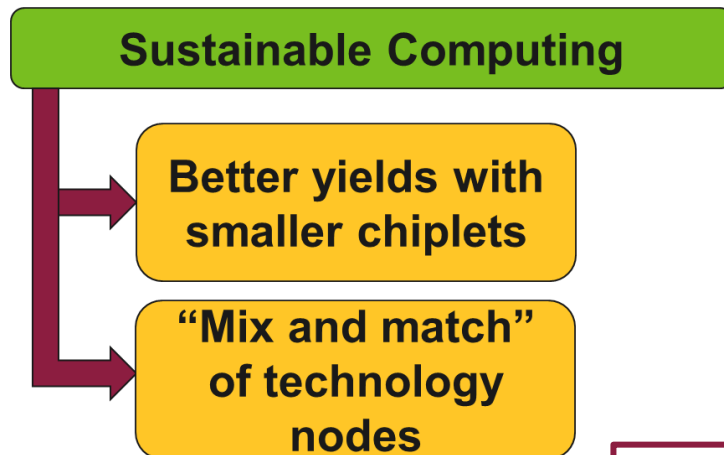 Sustainable Computing
Better yields with
smaller chiplets
“Mix and match”
of technology
nodes